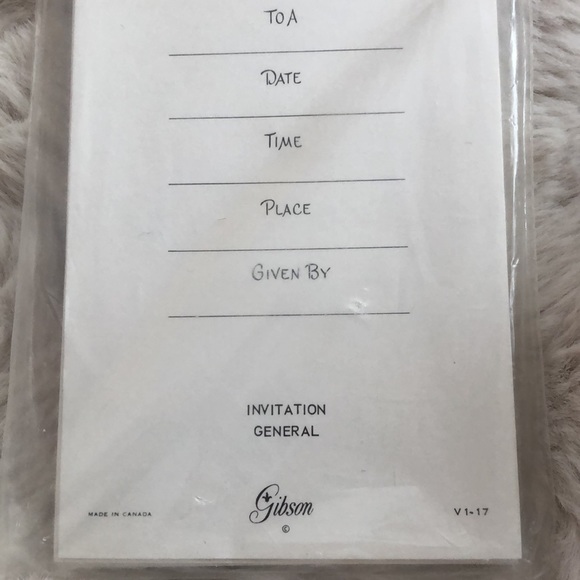 TO A
DATE
TIME
PLACE
GIVEN BY
INVITATION
GENERAL
MADE IN CANADA
Gibson
©
V1-17